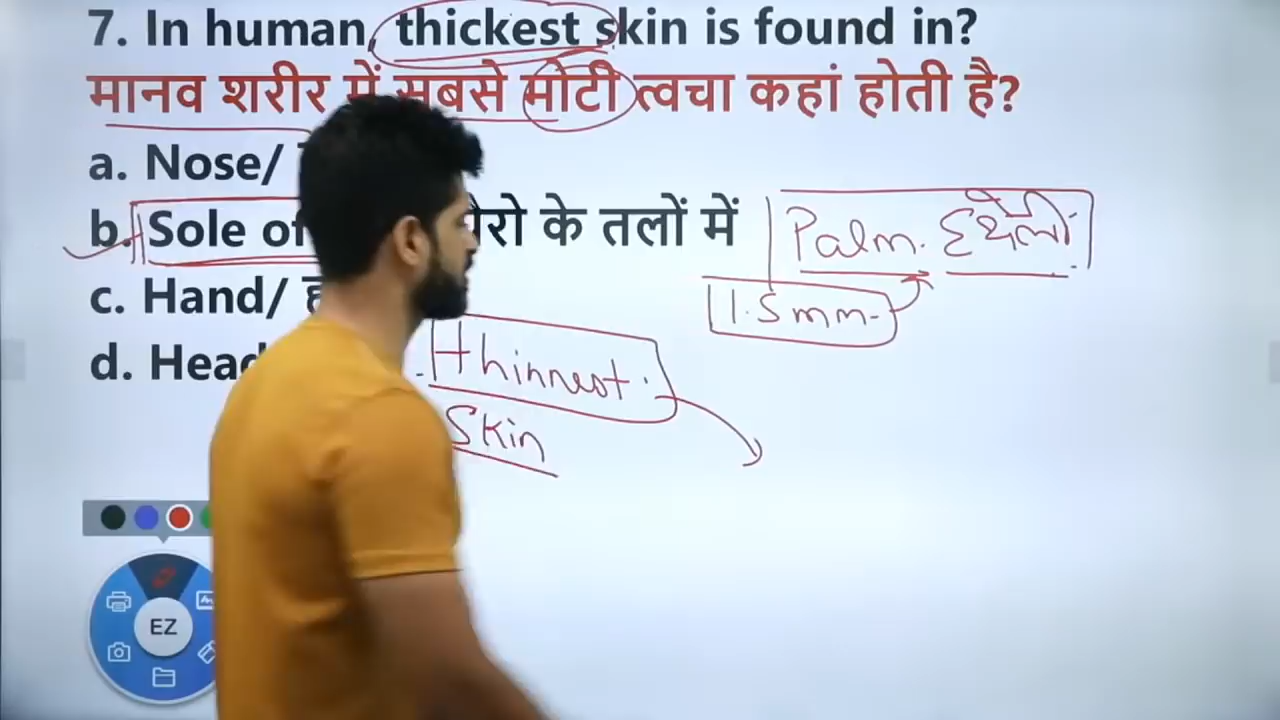 7. In human, thickest skin is found in?
मानव शरीर में सबसे मोटी त्वचा कहां होती है?
a. Nose/
b. Sole of के तलों में
Palm. हथेली
1.5mm.
c. Hand/
d. Head
thinnest.
Skin
EZ